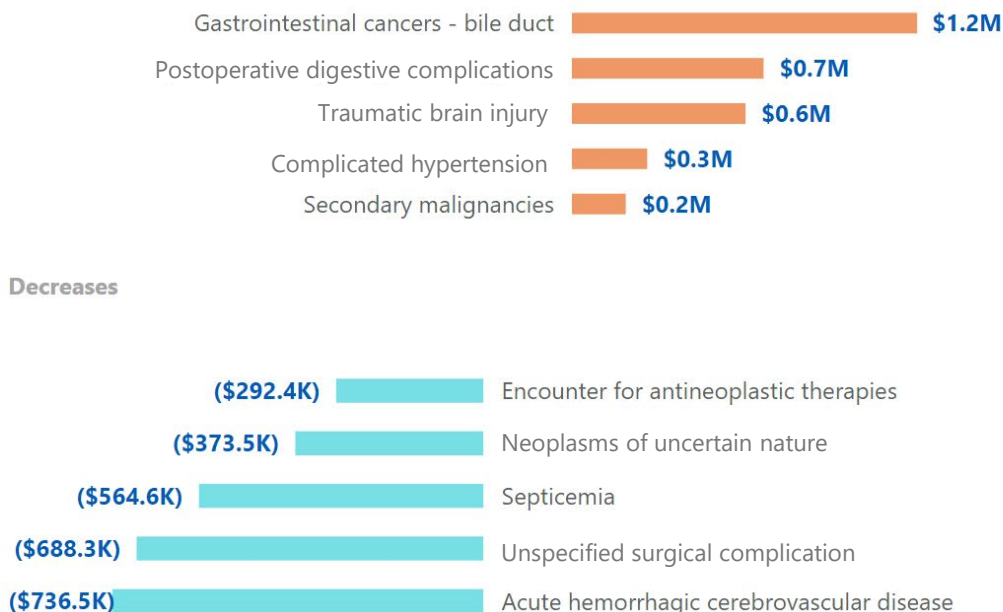 Gastrointestinal cancers - bile duct $1.2M
Postoperative digestive complications $0.7M
Traumatic brain injury $0.6M
Complicated hypertension $0.3M
Secondary malignancies $0.2M
Decreases
($292.4K) Encounter for antineoplastic therapies
($373.5K) Neoplasms of uncertain nature
($564.6K) Septicemia
($688.3K) Unspecified surgical complication
($736.5K) Acute hemorrhagic cerebrovascular disease